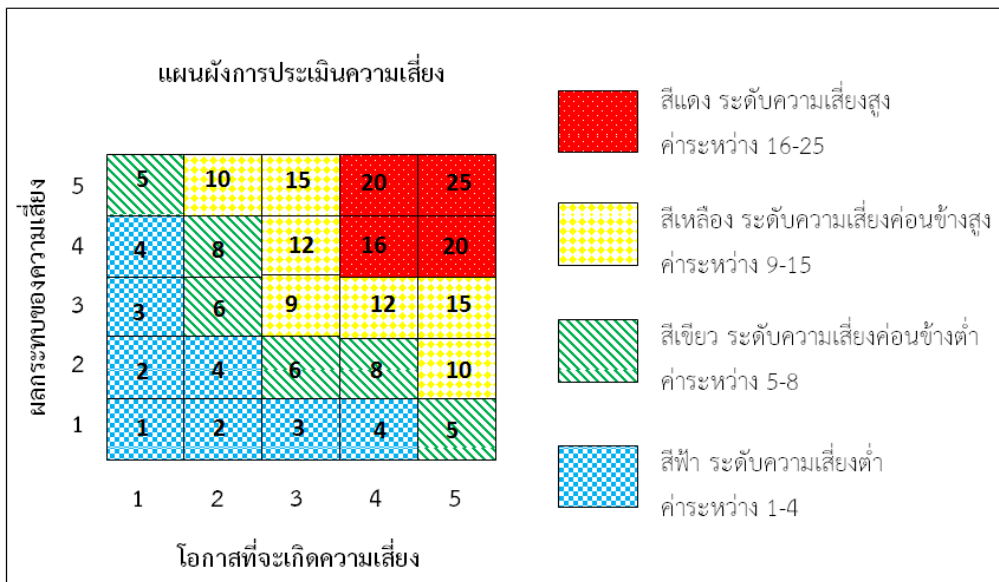 แผนผังการประเมินความเสี่ยง
ผลกระทบของความเสี่ยง
5 5 10 15 20 25
4 4 8 12 16 20
3 3 6 9 12 15
2 2 4 6 8 10
1 1 2 3 4 5
1 2 3 4 5
โอกาสที่จะเกิดความเสี่ยง
สีแดง ระดับความเสี่ยงสูง
ค่าระหว่าง 16-25
สีเหลือง ระดับความเสี่ยงค่อนข้างสูง
ค่าระหว่าง 9-15
สีเขียว ระดับความเสี่ยงค่อนข้างต่ำ
ค่าระหว่าง 5-8
สีฟ้า ระดับความเสี่ยงต่ำ
ค่าระหว่าง 1-4